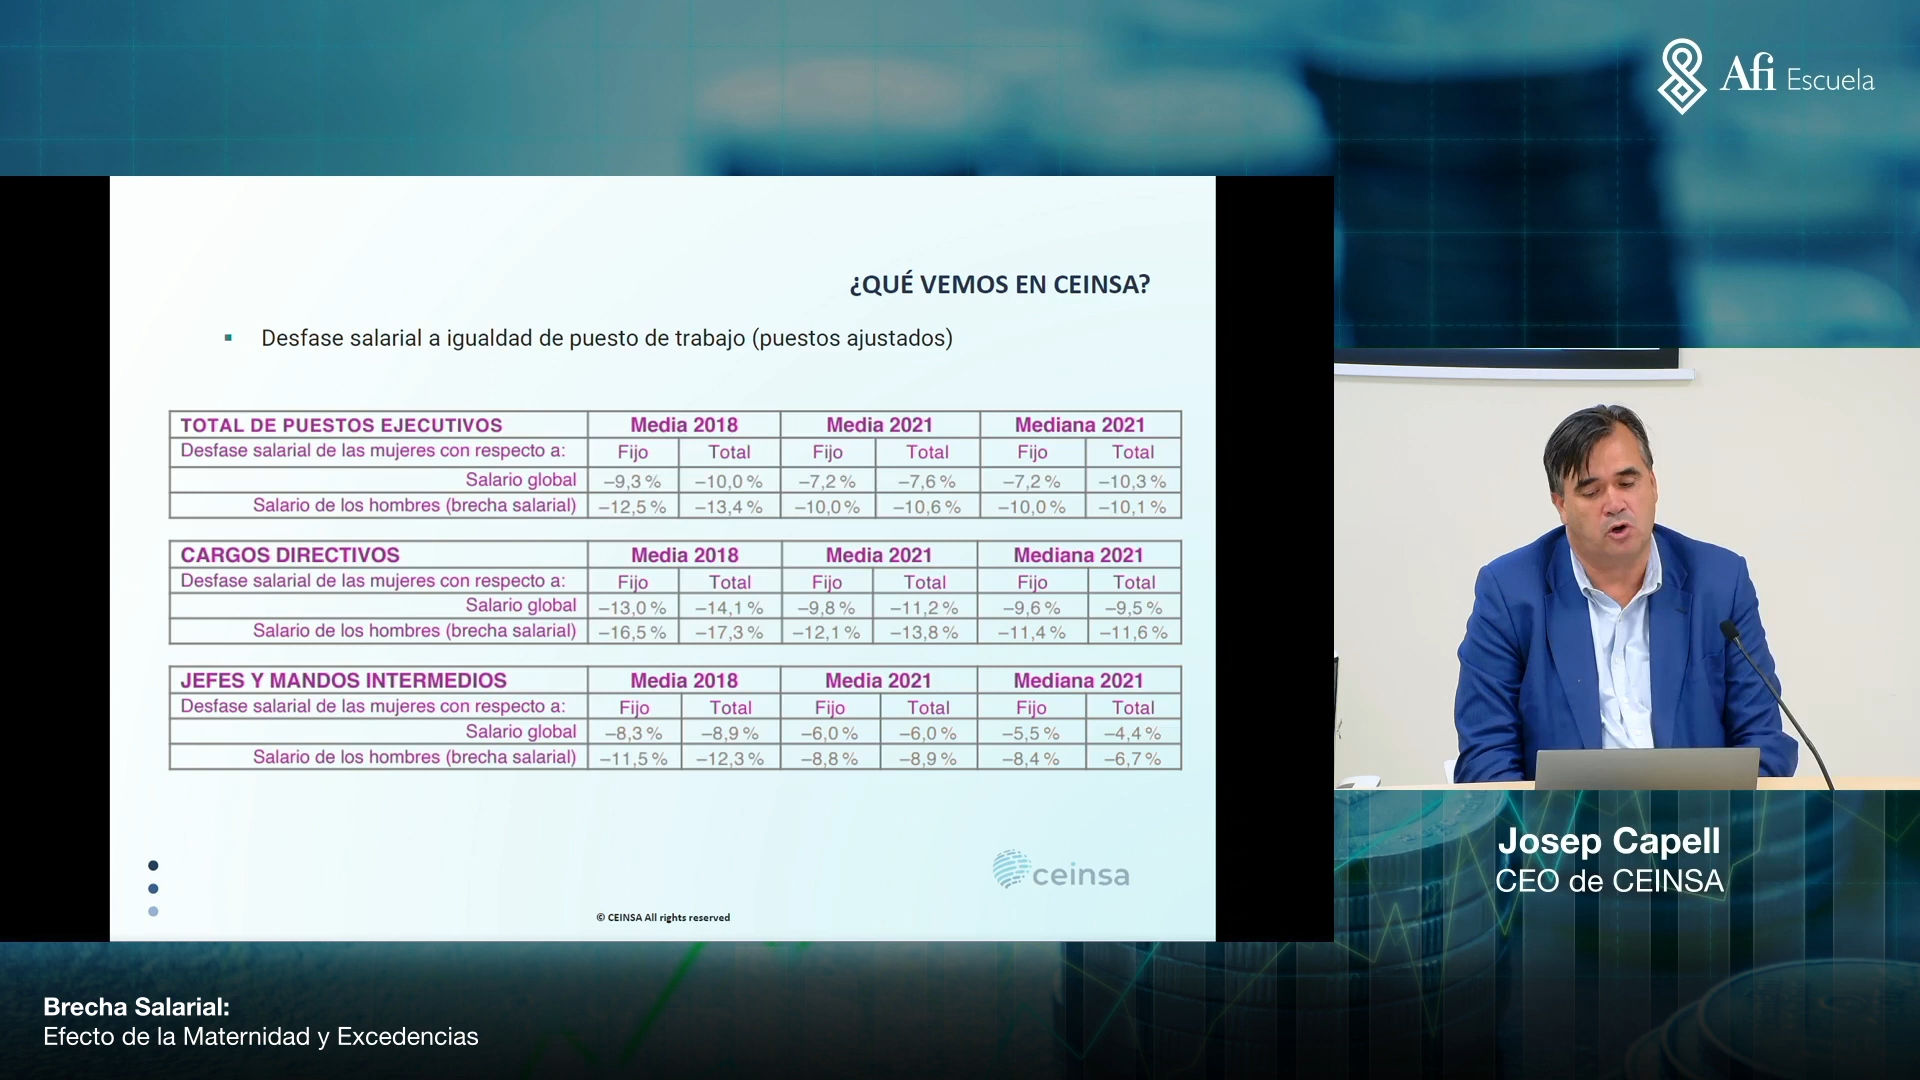 Afi Escuela
¿QUÉ VEMOS EN CEINSA?
▪ Desfase salarial a igualdad de puesto de trabajo (puestos ajustados)
TOTAL DE PUESTOS EJECUTIVOS Media 2018 Media 2021 Mediana 2021
Desfase salarial de las mujeres con respecto a: Fijo Total Fijo Total Fijo Total
Salario global –9,3 % –10,0 % –7,2 % –7,6 % –7,2 % –10,3 %
Salario de los hombres (brecha salarial) –12,5 % –13,4 % –10,0 % –10,6 % –10,0 % –10,1 %
CARGOS DIRECTIVOS Media 2018 Media 2021 Mediana 2021
Desfase salarial de las mujeres con respecto a: Fijo Total Fijo Total Fijo Total
Salario global –13,0 % –14,1 % –9,8 % –11,2 % –9,6 % –9,5 %
Salario de los hombres (brecha salarial) –16,5 % –17,3 % –12,1 % –13,8 % –11,4 % –11,6 %
JEFES Y MANDOS INTERMEDIOS Media 2018 Media 2021 Mediana 2021
Desfase salarial de las mujeres con respecto a: Fijo Total Fijo Total Fijo Total
Salario global –8,3 % –8,9 % –6,0 % –6,0 % –5,5 % –4,4 %
Salario de los hombres (brecha salarial) –11,5 % –12,3 % –8,8 % –8,9 % –8,4 % –6,7 %
ceinsa
© CEINSA All rights reserved
Josep Capell
CEO de CEINSA
Brecha Salarial:
Efecto de la Maternidad y Excedencias